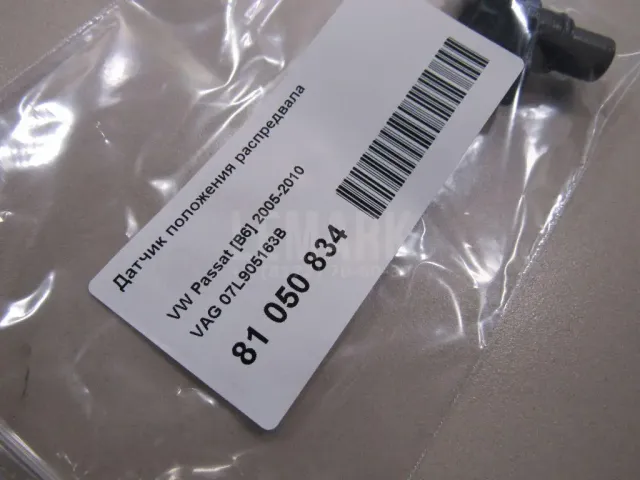 Датчик положения распредвала
VW Passat [B6] 2005-2010
VAG 07L905163B
81 050 834